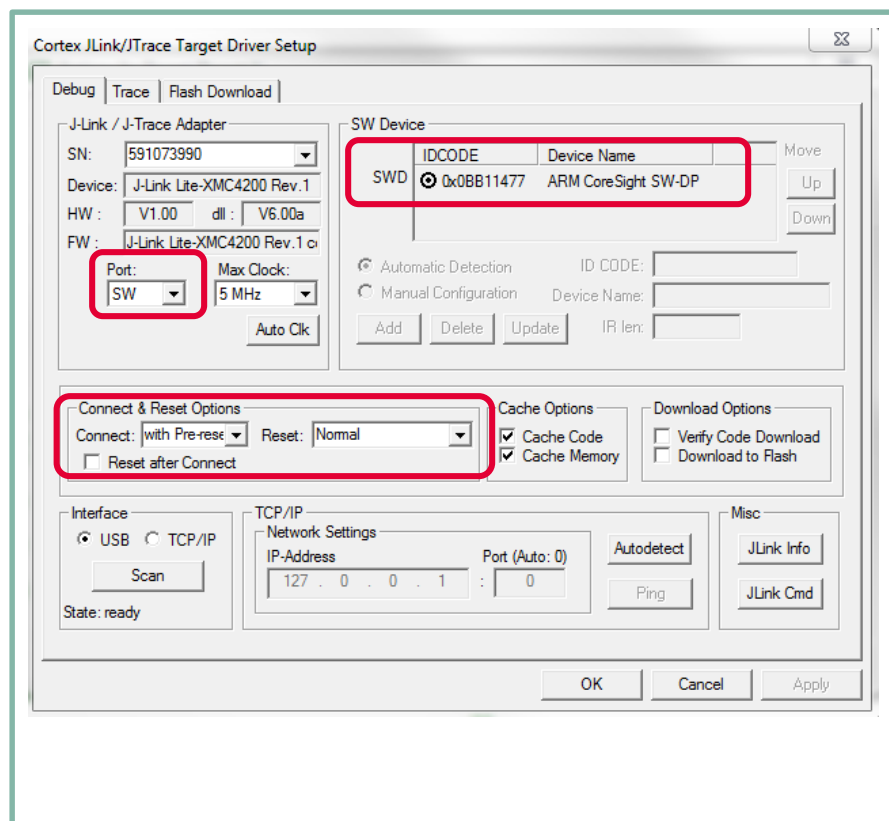 Cortex JLink/JTrace Target Driver Setup
Debug Trace Flash Download
J-Link / J-Trace Adapter
SN: 591073990
Device: J-Link Lite-XMC4200 Rev.1
HW : V1.00 dll : V6.00a
FW : J-Link Lite-XMC4200 Rev.1
Port: Max Clock:
SW 5 MHz
Auto Clk
SW Device
IDCODE Device Name Move
SWD 0x0BB11477 ARM CoreSight SW-DP Up
Down
Automatic Detection ID CODE:
Manual Configuration Device Name:
Add Delete Update IR len:
Connect & Reset Options
Connect: with Pre-rese Reset: Normal
Reset after Connect
Cache Options
Cache Code
Cache Memory
Download Options
Verify Code Download
Download to Flash
Interface
USB TCP/IP
Scan
State: ready
TCP/IP
Network Settings
IP-Address Port (Auto: 0)
127 . 0 . 0 . 1 : 0
Autodetect
Ping
Misc
JLink Info
JLink Cmd
OK Cancel Apply